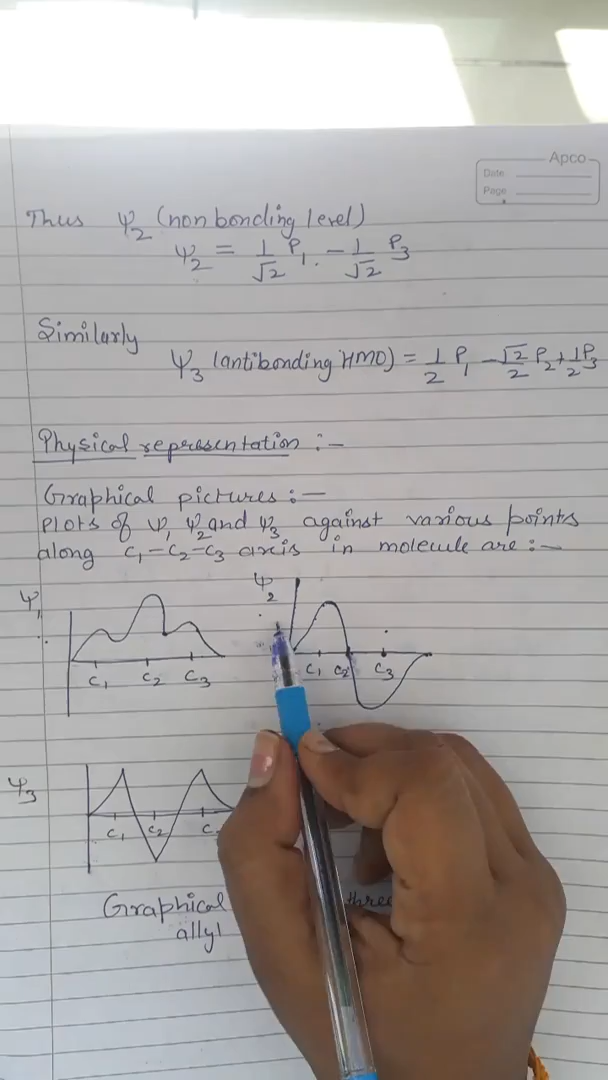 Apco
Date
Page
Thus ψ₂ (nonbonding level)
ψ₂ = 1/√2 P₁ - 1/√2 P₃
Similarly
ψ₃ (antibonding HMO) = 1/2 P₁ - √2/2 P₂ + 1/2 P₃
Physical representation :-
Graphical pictures :-
Plots of ψ₁ ψ₂ and ψ₃ against various points
along C₁-C₂-C₃ axis in molecule are :-
ψ₁
C₁ C₂ C₃
ψ₂
C₁ C₂ C₃
ψ₃
C₁ C₂
Graphical three
allyl